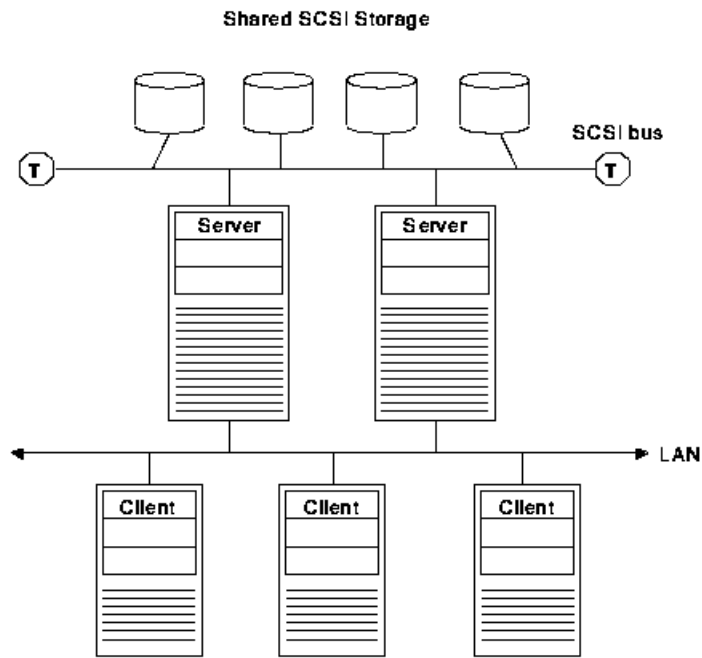 Shared SCSI Storage
SCSI bus
T
T
Server
Server
LAN
Client
Client
Client